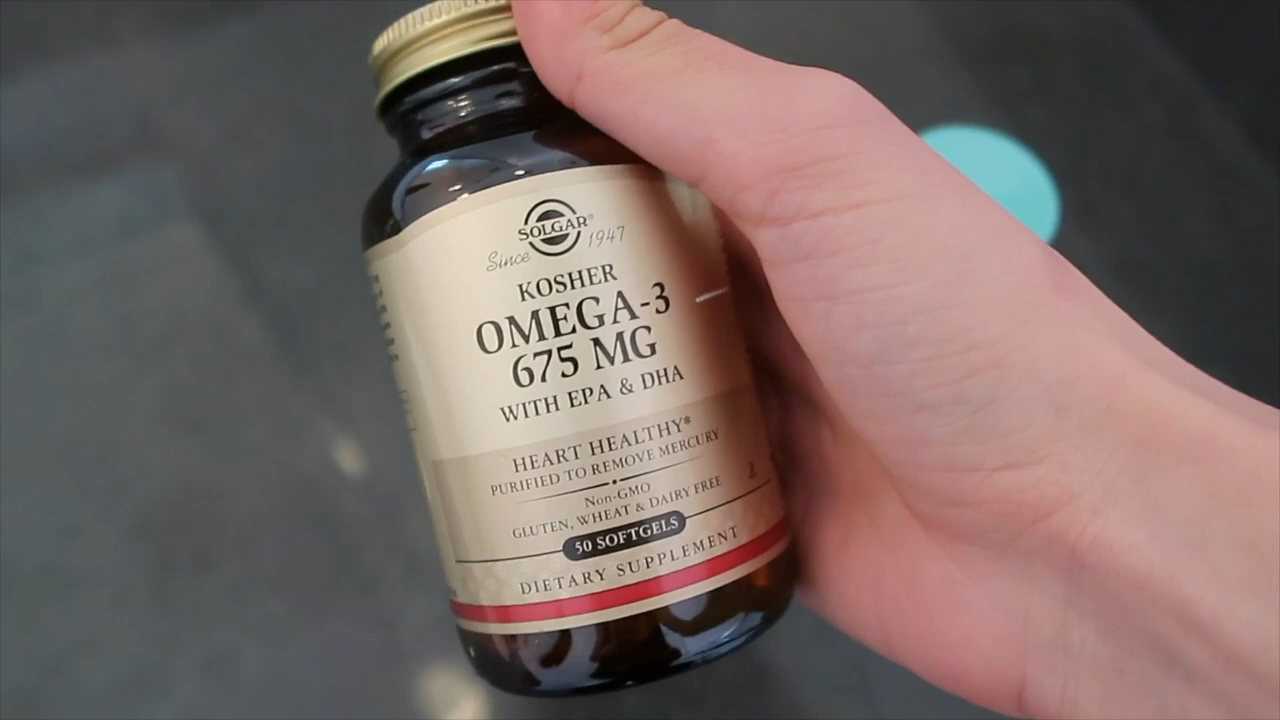 SOLGAR®
Since 1947
KOSHER
OMEGA-3
675 MG
WITH EPA & DHA
HEART HEALTHY*
PURIFIED TO REMOVE MERCURY
Non-GMO
GLUTEN, WHEAT & DAIRY FREE
50 SOFTGELS
DIETARY SUPPLEMENT